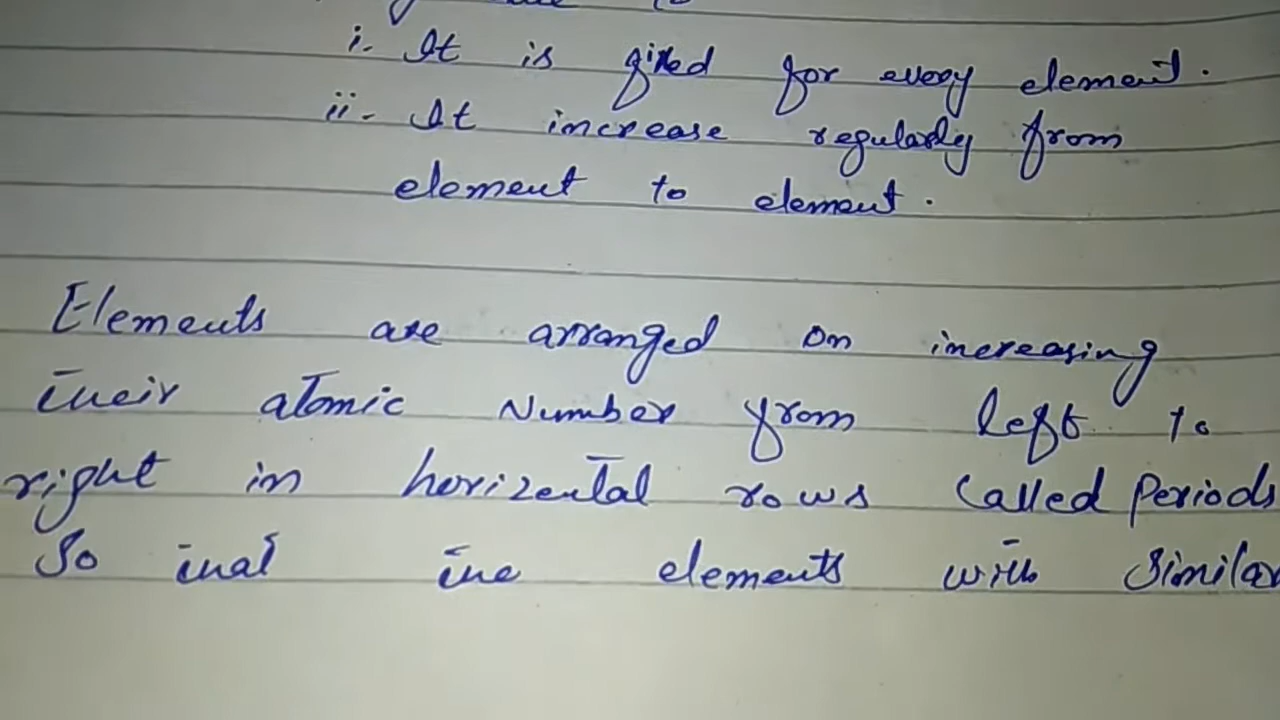 i. It is fixed for every element.
ii- It increase regularly from
element to element.
Elements are arranged on increasing
their atomic Number from left to
right in horizental rows called Periods
So that the elements with Similar